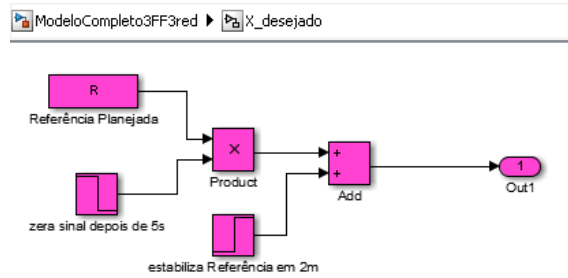 ModeloCompleto3FF3red ▶ X_desejado
R
Referência Planejada
×
Product
zera sinal depois de 5s
+
+
Add
estabiliza Referência em 2m
1
Out1